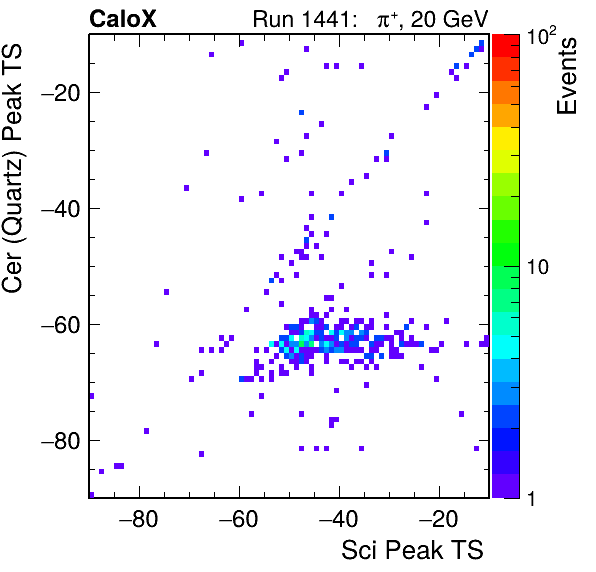 CaloX Run 1441: π⁺, 20 GeV
Cer (Quartz) Peak TS
−20
−40
−60
−80
−80 −60 −40 −20
Sci Peak TS
10²
10
1
Events